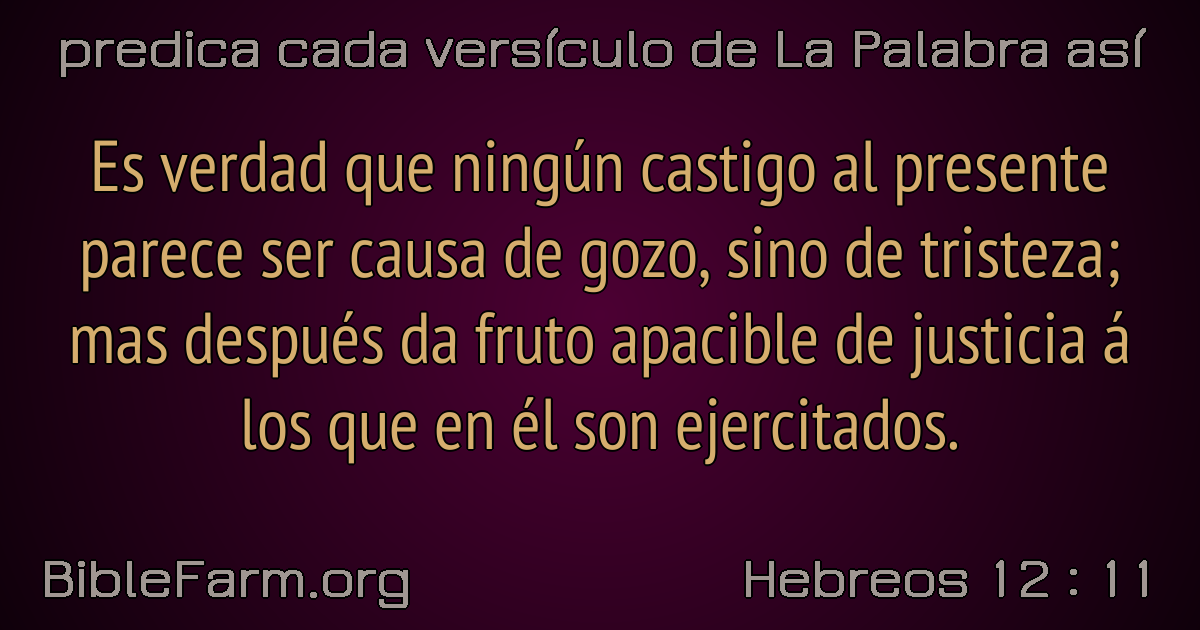 predica cada versículo de La Palabra así
Es verdad que ningún castigo al presente
parece ser causa de gozo, sino de tristeza;
mas después da fruto apacible de justicia á
los que en él son ejercitados.
BibleFarm.org
Hebreos 12 : 11